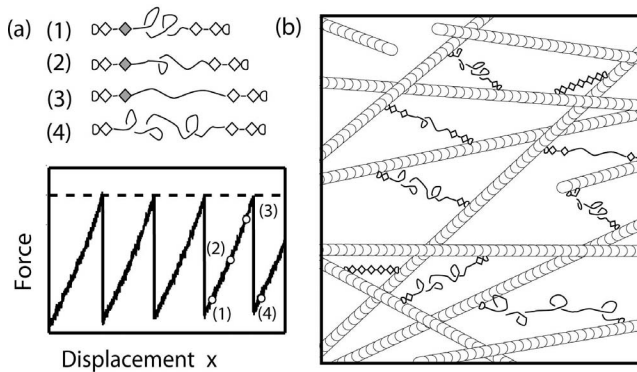 (a)
(1)
(2)
(3)
(4)
Force
(1)
(2)
(3)
(4)
Displacement x
(b)